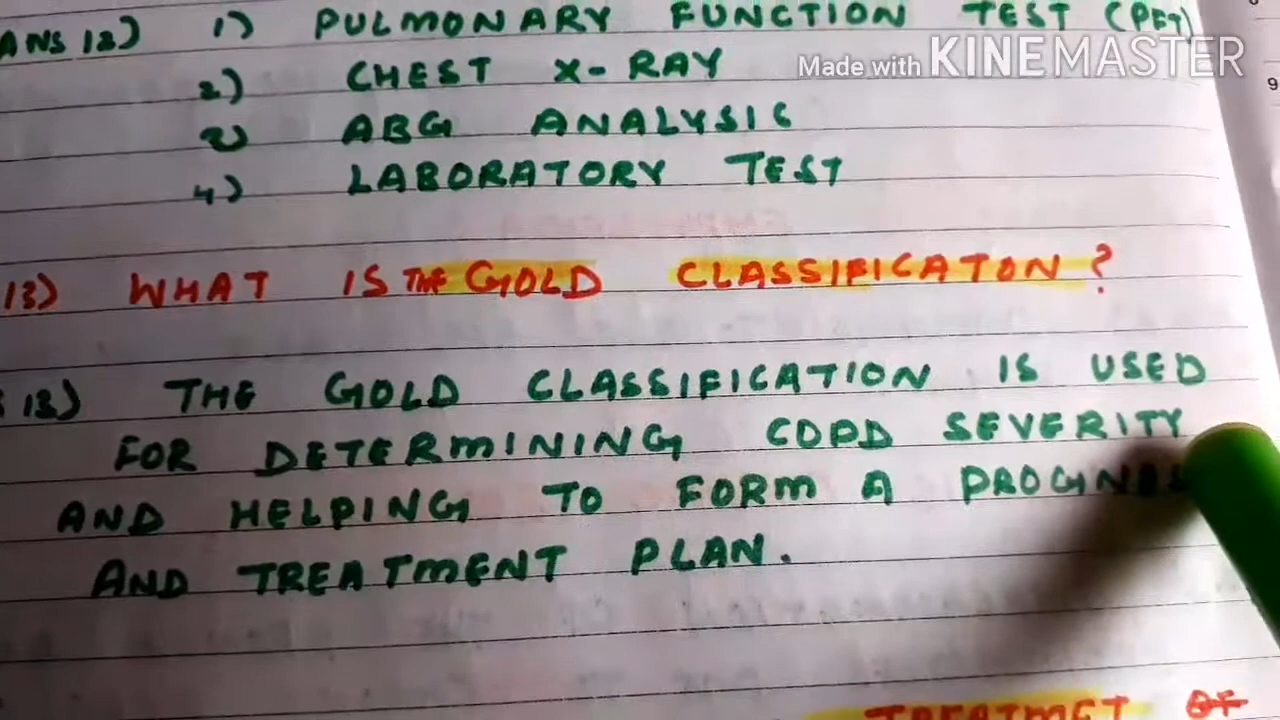 ANS 12) 1) PULMONARY FUNCTION TEST (PFT)
Made with KINEMASTER
2) CHEST X-RAY
3) ABG ANALYSIS
4) LABORATORY TEST
9
13) WHAT IS THE GOLD CLASSIFICATON ?
13) THE GOLD CLASSIFICATION IS USED
FOR DETERMINING COPD SEVERITY
AND HELPING TO FORM A
AND TREATMENT PLAN.
TREATMET OF